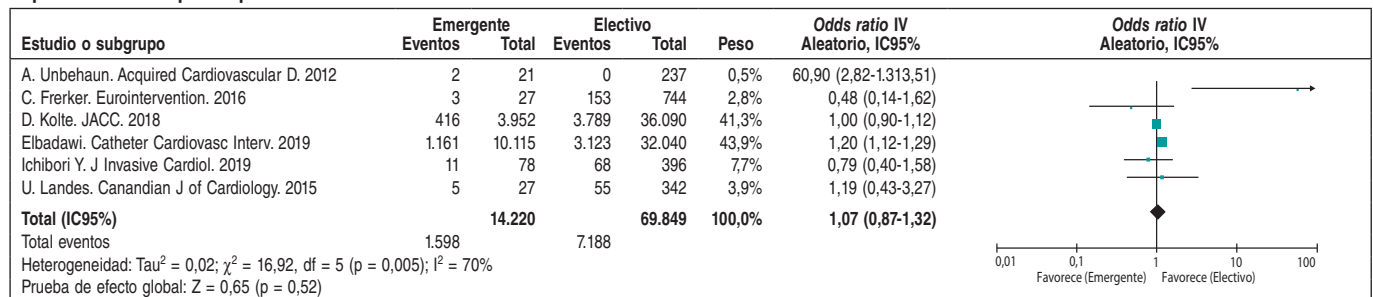 Emergente Electivo Odds ratio IV Odds ratio IV
Estudio o subgrupo Eventos Total Eventos Total Peso Aleatorio, IC95% Aleatorio, IC95%
A. Unbehaun. Acquired Cardiovascular D. 2012 2 21 0 237 0,5% 60,90 (2,82-1.313,51)
C. Frerker. Eurointervention. 2016 3 27 153 744 2,8% 0,48 (0,14-1,62)
D. Kolte. JACC. 2018 416 3.952 3.789 36.090 41,3% 1,00 (0,90-1,12)
Elbadawi. Catheter Cardiovasc Interv. 2019 1.161 10.115 3.123 32.040 43,9% 1,20 (1,12-1,29)
Ichibori Y. J Invasive Cardiol. 2019 11 78 68 396 7,7% 0,79 (0,40-1,58)
U. Landes. Canandian J of Cardiology. 2015 5 27 55 342 3,9% 1,19 (0,43-3,27)
Total (IC95%) 14.220 69.849 100,0% 1,07 (0,87-1,32)
Total eventos 1.598 7.188
Heterogeneidad: Tau² = 0,02; χ² = 16,92, df = 5 (p = 0,005); I² = 70%
Prueba de efecto global: Z = 0,65 (p = 0,52)
0,01 0,1 1 10 100
Favorece (Emergente) Favorece (Electivo)